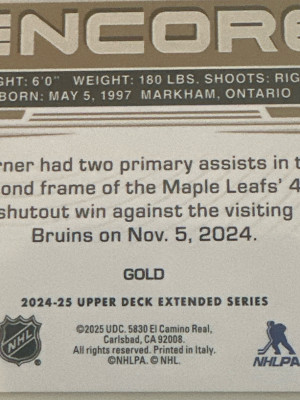 ENCORE
GHT: 6'0" WEIGHT: 180 LBS. SHOOTS: RIG
BORN: MAY 5, 1997 MARKHAM, ONTARIO
rner had two primary assists in t
ond frame of the Maple Leafs' 4
shutout win against the visiting
Bruins on Nov. 5, 2024.
GOLD
2024-25 UPPER DECK EXTENDED SERIES
©2025 UDC. 5830 El Camino Real,
Carlsbad, CA 92008.
All rights reserved. Printed in Italy.
©NHLPA. © NHL.
NHL
NHLPA